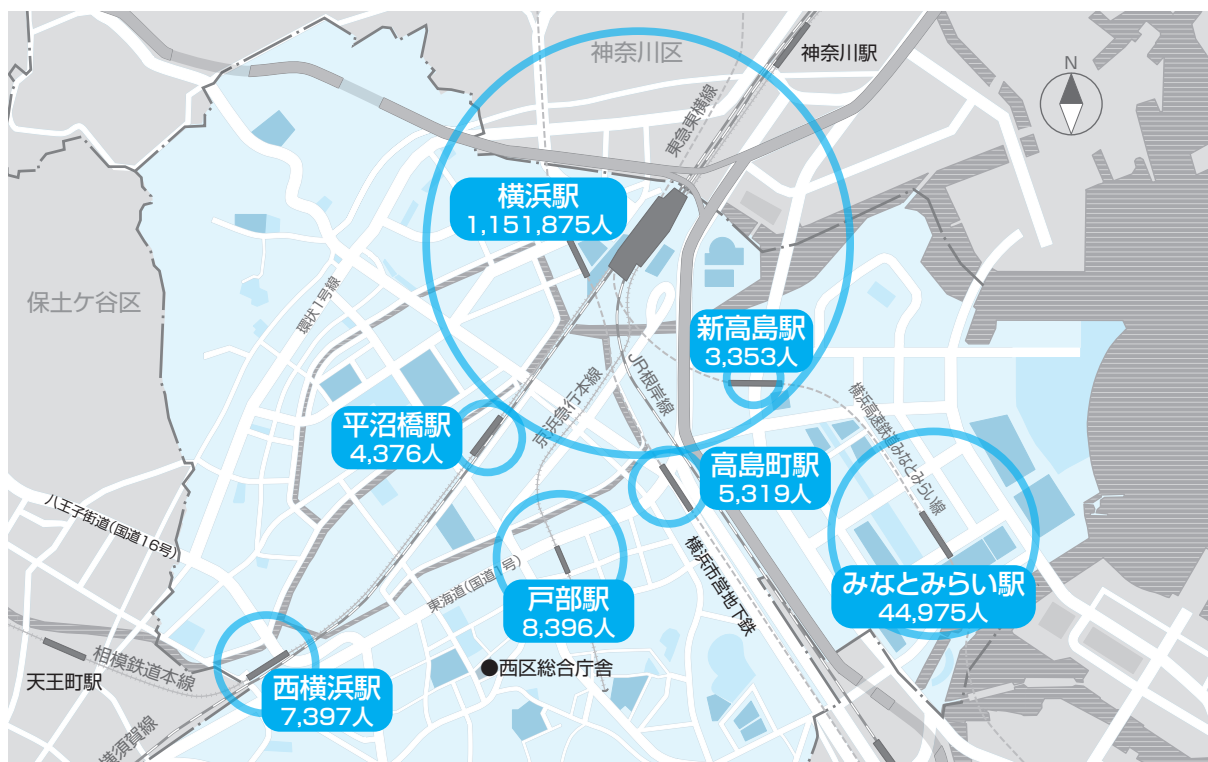 神奈川区
神奈川駅
N
東急東横線
横浜駅
1,151,875人
保土ケ谷区
環状1号線
新高島駅
3,353人
JR根岸線
京浜急行本線
横浜高速鉄道みなとみらい線
平沼橋駅
4,376人
高島町駅
5,319人
八王子街道(国道16号)
東海道(国道1号)
横浜市営地下鉄
みなとみらい駅
44,975人
戸部駅
8,396人
●西区総合庁舎
相模鉄道本線
天王町駅
西横浜駅
7,397人
横須賀線